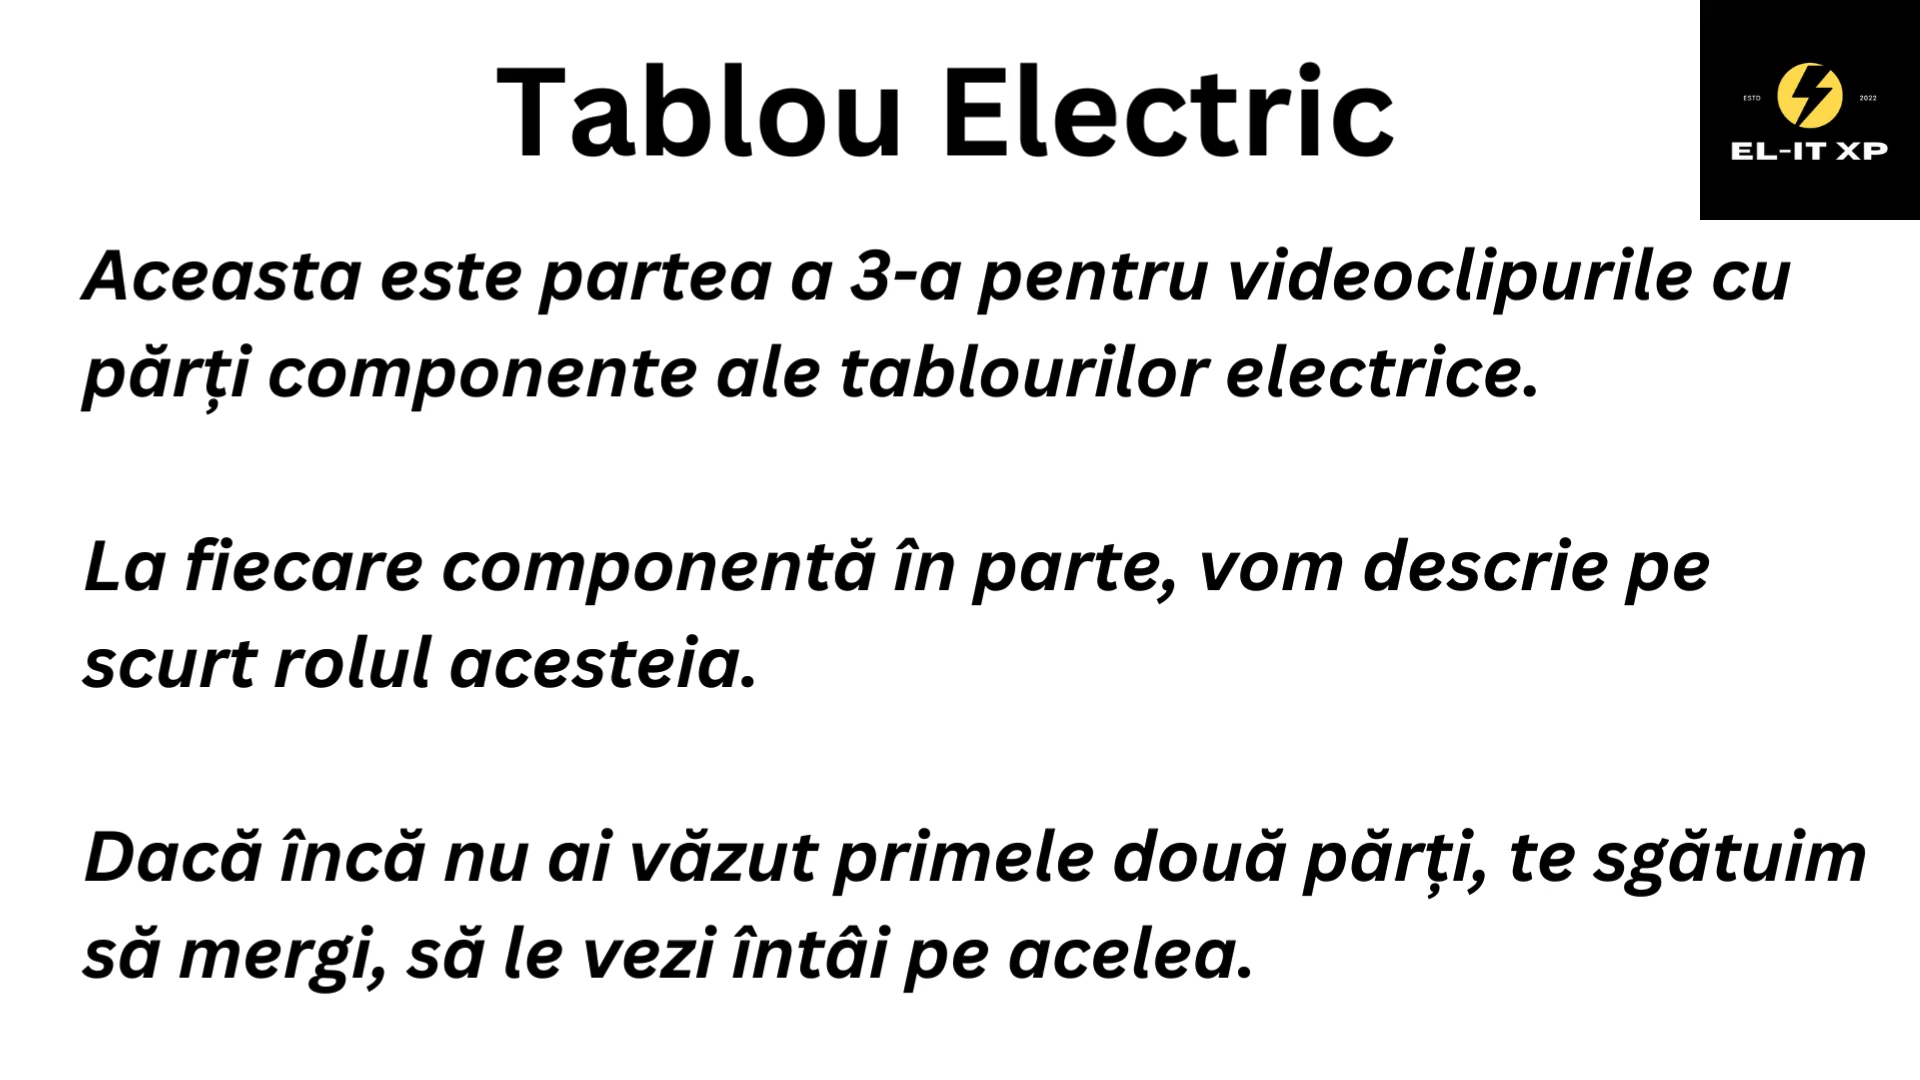 Tablou Electric
ESTD 2022
EL-IT XP
Aceasta este partea a 3-a pentru videoclipurile cu
părți componente ale tablourilor electrice.
La fiecare componentă în parte, vom descrie pe
scurt rolul acesteia.
Dacă încă nu ai văzut primele două părți, te sgătuim
să mergi, să le vezi întâi pe acelea.